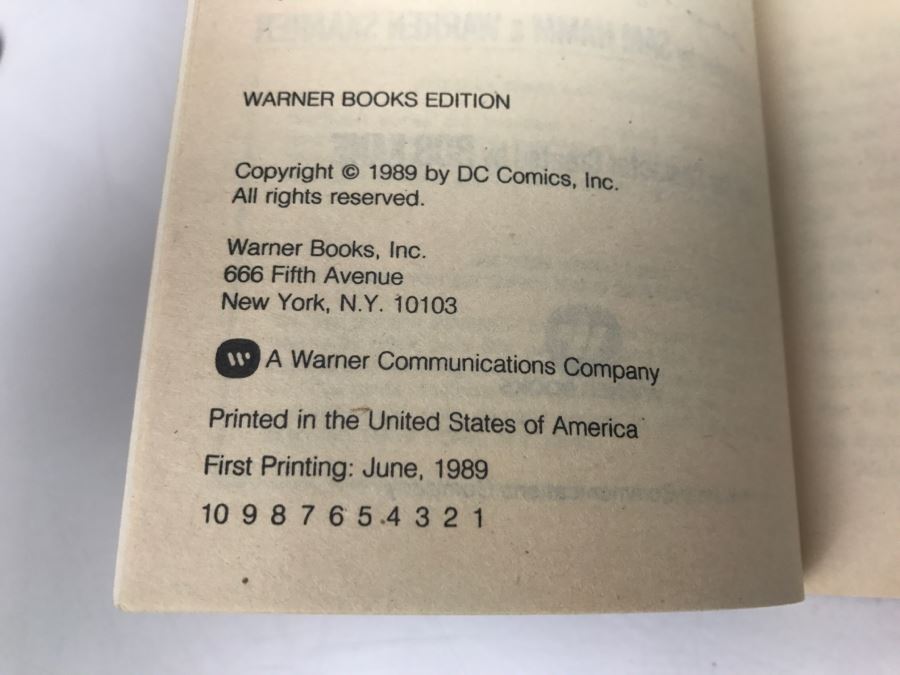 WARNER BOOKS EDITION
Copyright © 1989 by DC Comics, Inc.
All rights reserved.
Warner Books, Inc.
666 Fifth Avenue
New York, N.Y. 10103
A Warner Communications Company
Printed in the United States of America
First Printing: June, 1989
10 9 8 7 6 5 4 3 2 1